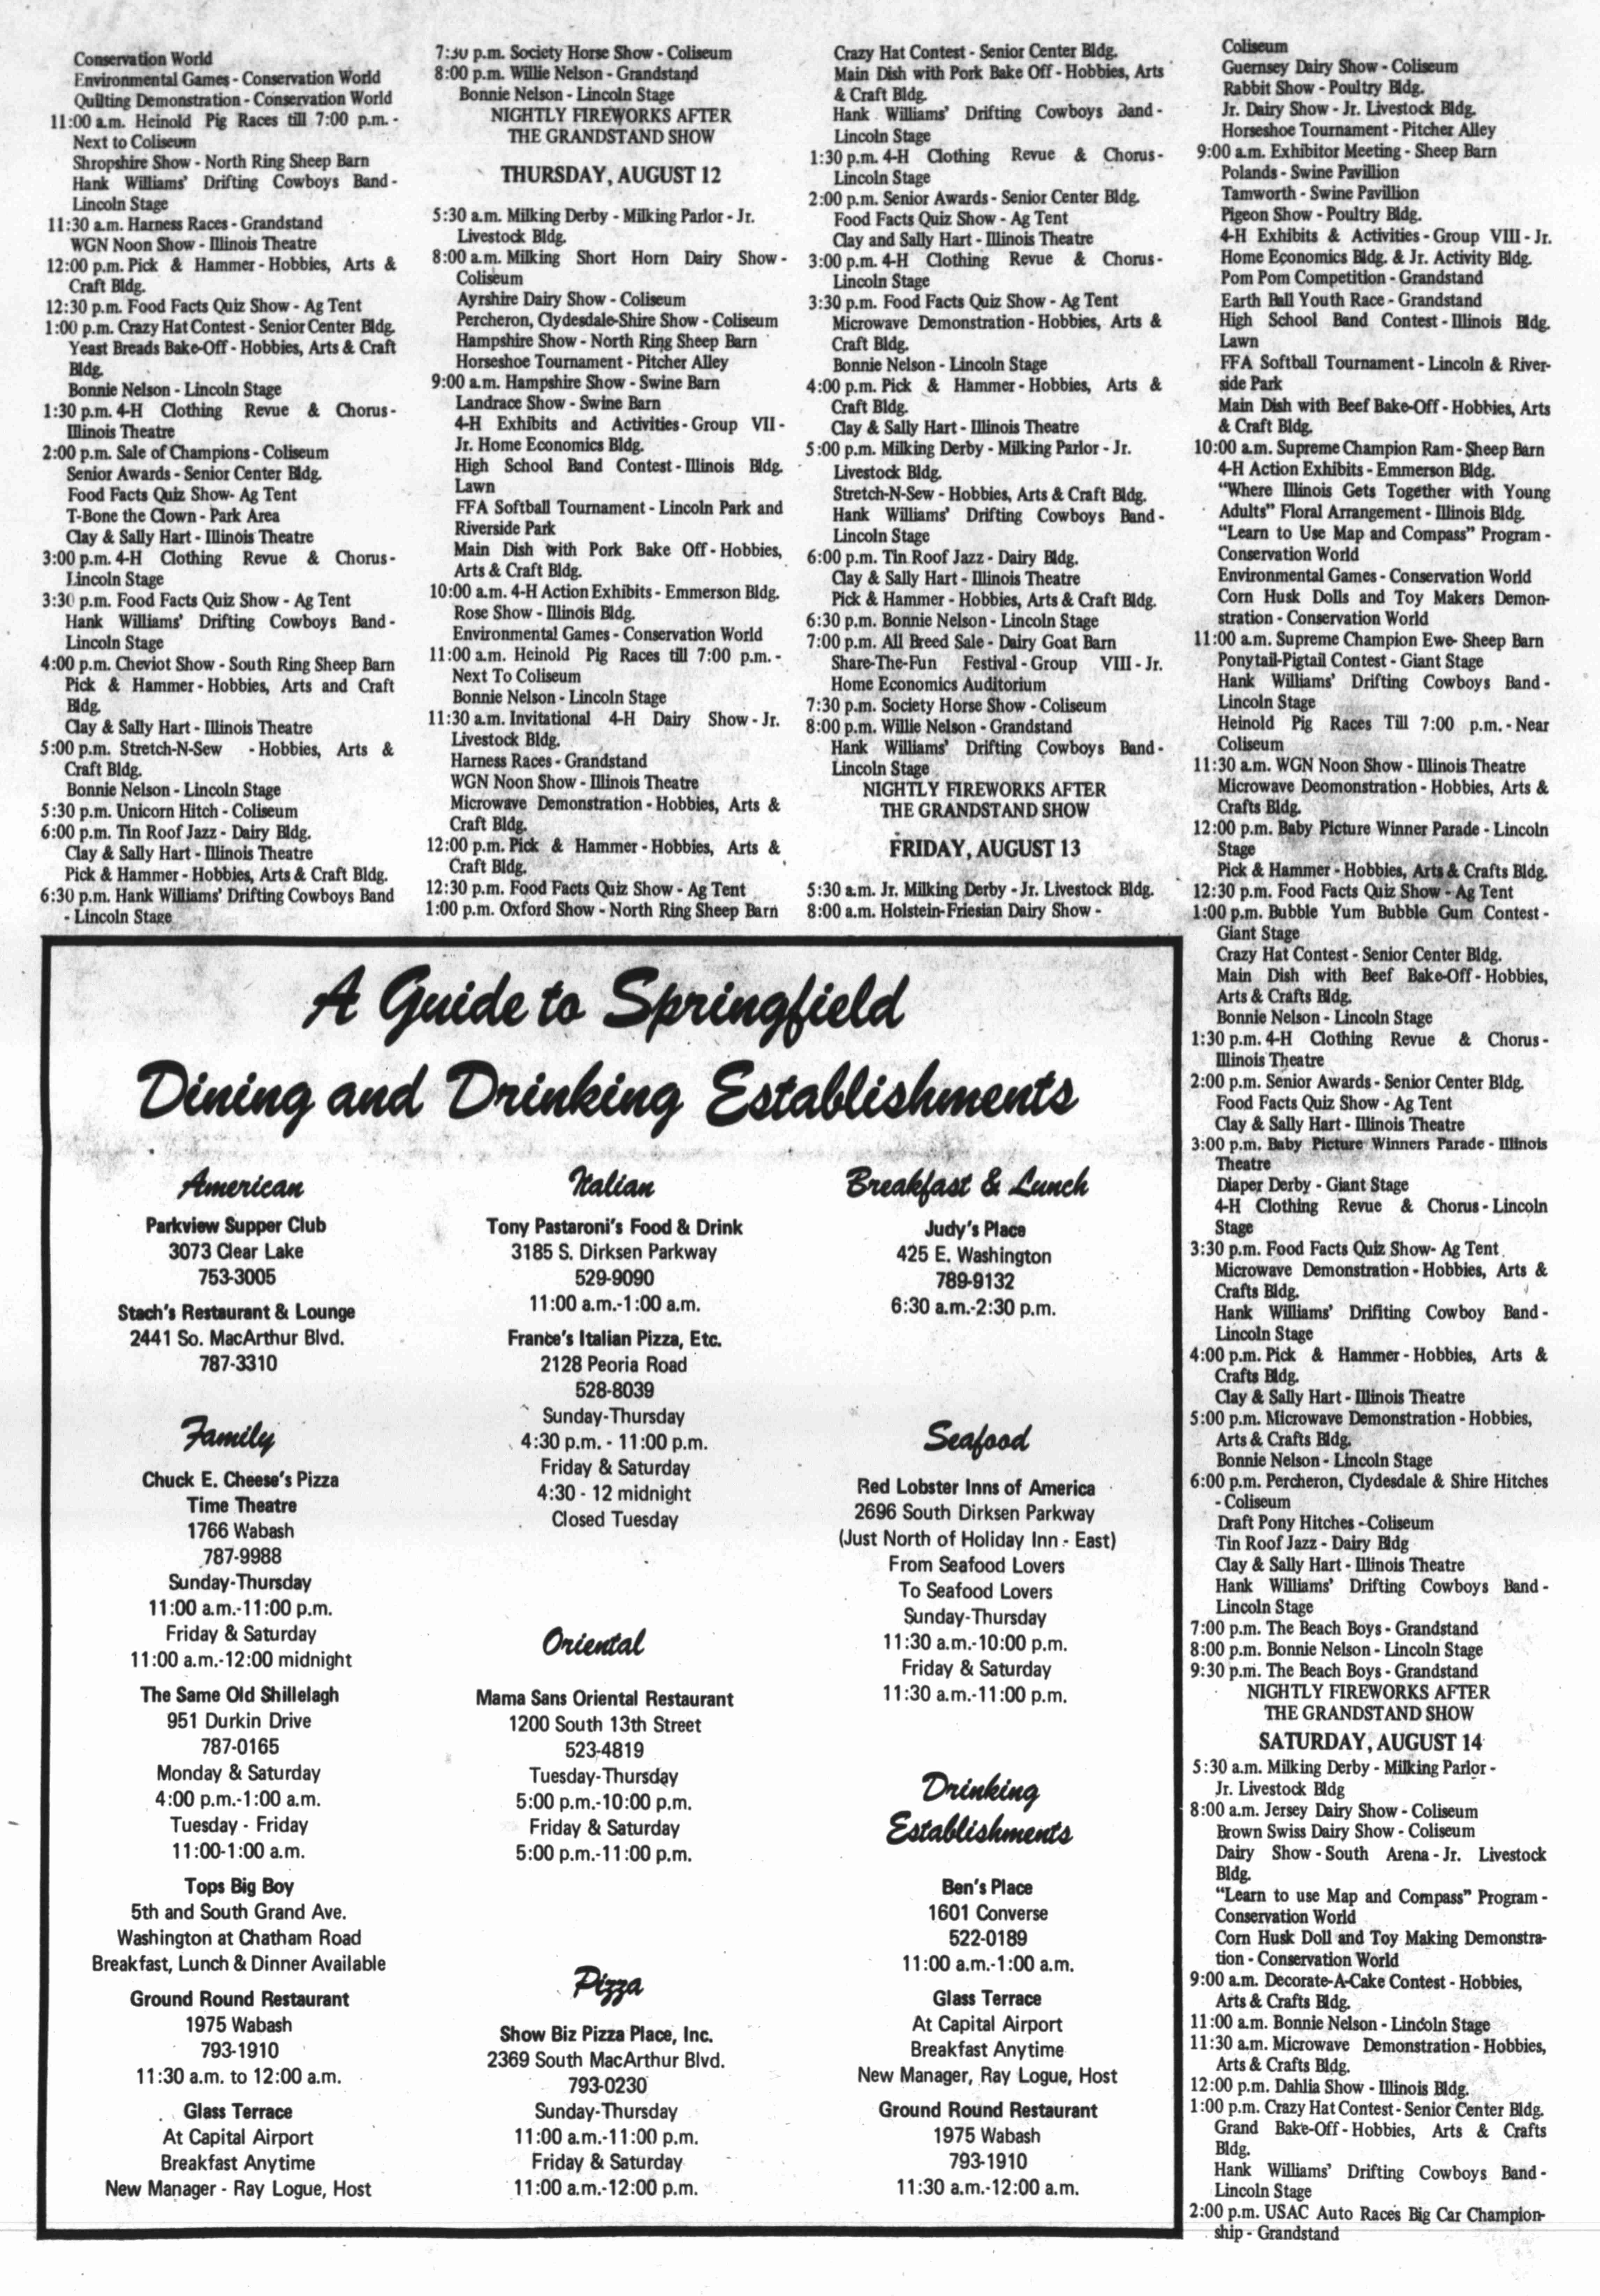 Conservation World
Environmental Games - Conservation World
Quilting Demonstration - Conservation World
11:00 a.m. Heinold Pig Races till 7:00 p.m. -
Next to Coliseum
Shropshire Show - North Ring Sheep Barn
Hank Williams' Drifting Cowboys Band -
Lincoln Stage
11:30 a.m. Harness Races - Grandstand
WGN Noon Show - Illinois Theatre
12:00 p.m. Pick & Hammer - Hobbies, Arts &
Craft Bldg.
12:30 p.m. Food Facts Quiz Show - Ag Tent
1:00 p.m. Crazy Hat Contest - Senior Center Bldg.
Yeast Breads Bake-Off - Hobbies, Arts & Craft
Bldg.
Bonnie Nelson - Lincoln Stage
1:30 p.m. 4-H Clothing Revue & Chorus -
Illinois Theatre
2:00 p.m. Sale of Champions - Coliseum
Senior Awards - Senior Center Bldg.
Food Facts Quiz Show- Ag Tent
T-Bone the Clown - Park Area
Clay & Sally Hart - Illinois Theatre
3:00 p.m. 4-H Clothing Revue & Chorus -
Lincoln Stage
3:30 p.m. Food Facts Quiz Show - Ag Tent
Hank Williams' Drifting Cowboys Band -
Lincoln Stage
4:00 p.m. Cheviot Show - South Ring Sheep Barn
Pick & Hammer - Hobbies, Arts and Craft
Bldg.
Clay & Sally Hart - Illinois Theatre
5:00 p.m. Stretch-N-Sew - Hobbies, Arts &
Craft Bldg.
Bonnie Nelson - Lincoln Stage
5:30 p.m. Unicorn Hitch - Coliseum
6:00 p.m. Tin Roof Jazz - Dairy Bldg.
Clay & Sally Hart - Illinois Theatre
Pick & Hammer - Hobbies, Arts & Craft Bldg.
6:30 p.m. Hank Williams' Drifting Cowboys Band
- Lincoln Stage
7:30 p.m. Society Horse Show - Coliseum
8:00 p.m. Willie Nelson - Grandstand
Bonnie Nelson - Lincoln Stage
NIGHTLY FIREWORKS AFTER
THE GRANDSTAND SHOW
THURSDAY, AUGUST 12
5:30 a.m. Milking Derby - Milking Parlor - Jr.
Livestock Bldg.
8:00 a.m. Milking Short Horn Dairy Show -
Coliseum
Ayrshire Dairy Show - Coliseum
Percheron, Clydesdale-Shire Show - Coliseum
Hampshire Show - North Ring Sheep Barn
Horseshoe Tournament - Pitcher Alley
9:00 a.m. Hampshire Show - Swine Barn
Landrace Show - Swine Barn
4-H Exhibits and Activities - Group VII -
Jr. Home Economics Bldg.
High School Band Contest - Illinois Bldg.
Lawn
FFA Softball Tournament - Lincoln Park and
Riverside Park
Main Dish with Pork Bake Off - Hobbies,
Arts & Craft Bldg.
10:00 a.m. 4-H Action Exhibits - Emmerson Bldg.
Rose Show - Illinois Bldg.
Environmental Games - Conservation World
11:00 a.m. Heinold Pig Races till 7:00 p.m. -
Next To Coliseum
Bonnie Nelson - Lincoln Stage
11:30 a.m. Invitational 4-H Dairy Show - Jr.
Livestock Bldg.
Harness Races - Grandstand
WGN Noon Show - Illinois Theatre
Microwave Demonstration - Hobbies, Arts &
Craft Bldg.
12:00 p.m. Pick & Hammer - Hobbies, Arts &
Craft Bldg.
12:30 p.m. Food Facts Quiz Show - Ag Tent
1:00 p.m. Oxford Show - North Ring Sheep Barn
Crazy Hat Contest - Senior Center Bldg.
Main Dish with Pork Bake Off - Hobbies, Arts
& Craft Bldg.
Hank Williams' Drifting Cowboys Band -
Lincoln Stage
1:30 p.m. 4-H Clothing Revue & Chorus -
Lincoln Stage
2:00 p.m. Senior Awards - Senior Center Bldg.
Food Facts Quiz Show - Ag Tent
Clay and Sally Hart - Illinois Theatre
3:00 p.m. 4-H Clothing Revue & Chorus -
Lincoln Stage
3:30 p.m. Food Facts Quiz Show - Ag Tent
Microwave Demonstration - Hobbies, Arts &
Craft Bldg.
Bonnie Nelson - Lincoln Stage
4:00 p.m. Pick & Hammer - Hobbies, Arts &
Craft Bldg.
Clay & Sally Hart - Illinois Theatre
5:00 p.m. Milking Derby - Milking Parlor - Jr.
Livestock Bldg.
Stretch-N-Sew - Hobbies, Arts & Craft Bldg.
Hank Williams' Drifting Cowboys Band -
Lincoln Stage
6:00 p.m. Tin Roof Jazz - Dairy Bldg.
Clay & Sally Hart - Illinois Theatre
Pick & Hammer - Hobbies, Arts & Craft Bldg.
6:30 p.m. Bonnie Nelson - Lincoln Stage
7:00 p.m. All Breed Sale - Dairy Goat Barn
Share-The-Fun Festival - Group VIII - Jr.
Home Economics Auditorium
7:30 p.m. Society Horse Show - Coliseum
8:00 p.m. Willie Nelson - Grandstand
Hank Williams' Drifting Cowboys Band -
Lincoln Stage
NIGHTLY FIREWORKS AFTER
THE GRANDSTAND SHOW
FRIDAY, AUGUST 13
5:30 a.m. Jr. Milking Derby - Jr. Livestock Bldg.
8:00 a.m. Holstein-Friesian Dairy Show -
Coliseum
Guernsey Dairy Show - Coliseum
Rabbit Show - Poultry Bldg.
Jr. Dairy Show - Jr. Livestock Bldg.
Horseshoe Tournament - Pitcher Alley
9:00 a.m. Exhibitor Meeting - Sheep Barn
Polands - Swine Pavillion
Tamworth - Swine Pavillion
Pigeon Show - Poultry Bldg.
4-H Exhibits & Activities - Group VIII - Jr.
Home Economics Bldg. & Jr. Activity Bldg.
Pom Pom Competition - Grandstand
Earth Ball Youth Race - Grandstand
High School Band Contest - Illinois Bldg.
Lawn
FFA Softball Tournament - Lincoln & River-
side Park
Main Dish with Beef Bake-Off - Hobbies, Arts
& Craft Bldg.
10:00 a.m. Supreme Champion Ram - Sheep Barn
4-H Action Exhibits - Emmerson Bldg.
"Where Illinois Gets Together with Young
Adults" Floral Arrangement - Illinois Bldg.
"Learn to Use Map and Compass" Program -
Conservation World
Environmental Games - Conservation World
Corn Husk Dolls and Toy Makers Demon-
stration - Conservation World
11:00 a.m. Supreme Champion Ewe- Sheep Barn
Ponytail-Pigtail Contest - Giant Stage
Hank Williams' Drifting Cowboys Band -
Lincoln Stage
Heinold Pig Races Till 7:00 p.m. - Near
Coliseum
11:30 a.m. WGN Noon Show - Illinois Theatre
Microwave Deomonstration - Hobbies, Arts &
Crafts Bldg.
12:00 p.m. Baby Picture Winner Parade - Lincoln
Stage
Pick & Hammer - Hobbies, Arts & Crafts Bldg.
12:30 p.m. Food Facts Quiz Show - Ag Tent
1:00 p.m. Bubble Yum Bubble Gum Contest -
Giant Stage
Crazy Hat Contest - Senior Center Bldg.
Main Dish with Beef Bake-Off - Hobbies,
Arts & Crafts Bldg.
Bonnie Nelson - Lincoln Stage
1:30 p.m. 4-H Clothing Revue & Chorus -
Illinois Theatre
2:00 p.m. Senior Awards - Senior Center Bldg.
Food Facts Quiz Show - Ag Tent
Clay & Sally Hart - Illinois Theatre
3:00 p.m. Baby Picture Winners Parade - Illinois
Theatre
Diaper Derby - Giant Stage
4-H Clothing Revue & Chorus - Lincoln
Stage
3:30 p.m. Food Facts Quiz Show- Ag Tent
Microwave Demonstration - Hobbies, Arts &
Crafts Bldg.
Hank Williams' Drifiting Cowboy Band -
Lincoln Stage
4:00 p.m. Pick & Hammer - Hobbies, Arts &
Crafts Bldg.
Clay & Sally Hart - Illinois Theatre
5:00 p.m. Microwave Demonstration - Hobbies,
Arts & Crafts Bldg.
Bonnie Nelson - Lincoln Stage
6:00 p.m. Percheron, Clydesdale & Shire Hitches
- Coliseum
Draft Pony Hitches - Coliseum
Tin Roof Jazz - Dairy Bldg
Clay & Sally Hart - Illinois Theatre
Hank Williams' Drifting Cowboys Band -
Lincoln Stage
7:00 p.m. The Beach Boys - Grandstand
8:00 p.m. Bonnie Nelson - Lincoln Stage
9:30 p.m. The Beach Boys - Grandstand
NIGHTLY FIREWORKS AFTER
THE GRANDSTAND SHOW
SATURDAY, AUGUST 14
5:30 a.m. Milking Derby - Milking Parlor -
Jr. Livestock Bldg
8:00 a.m. Jersey Dairy Show - Coliseum
Brown Swiss Dairy Show - Coliseum
Dairy Show - South Arena - Jr. Livestock
Bldg.
"Learn to use Map and Compass" Program -
Conservation World
Corn Husk Doll and Toy Making Demonstra-
tion - Conservation World
9:00 a.m. Decorate-A-Cake Contest - Hobbies,
Arts & Crafts Bldg.
11:00 a.m. Bonnie Nelson - Lincoln Stage
11:30 a.m. Microwave Demonstration - Hobbies,
Arts & Crafts Bldg.
12:00 p.m. Dahlia Show - Illinois Bldg.
1:00 p.m. Crazy Hat Contest - Senior Center Bldg.
Grand Bake-Off - Hobbies, Arts & Crafts
Bldg.
Hank Williams' Drifting Cowboys Band -
Lincoln Stage
2:00 p.m. USAC Auto Races Big Car Champion-
ship - Grandstand
A Guide to Springfield
Dining and Drinking Establishments
American
Parkview Supper Club
3073 Clear Lake
753-3005
Stach's Restaurant & Lounge
2441 So. MacArthur Blvd.
787-3310
Family
Chuck E. Cheese's Pizza
Time Theatre
1766 Wabash
787-9988
Sunday-Thursday
11:00 a.m.-11:00 p.m.
Friday & Saturday
11:00 a.m.-12:00 midnight
The Same Old Shillelagh
951 Durkin Drive
787-0165
Monday & Saturday
4:00 p.m.-1:00 a.m.
Tuesday - Friday
11:00-1:00 a.m.
Tops Big Boy
5th and South Grand Ave.
Washington at Chatham Road
Breakfast, Lunch & Dinner Available
Ground Round Restaurant
1975 Wabash
793-1910
11:30 a.m. to 12:00 a.m.
Glass Terrace
At Capital Airport
Breakfast Anytime
New Manager - Ray Logue, Host
Italian
Tony Pastaroni's Food & Drink
3185 S. Dirksen Parkway
529-9090
11:00 a.m.-1:00 a.m.
France's Italian Pizza, Etc.
2128 Peoria Road
528-8039
Sunday-Thursday
4:30 p.m. - 11:00 p.m.
Friday & Saturday
4:30 - 12 midnight
Closed Tuesday
Oriental
Mama Sans Oriental Restaurant
1200 South 13th Street
523-4819
Tuesday-Thursday
5:00 p.m.-10:00 p.m.
Friday & Saturday
5:00 p.m.-11:00 p.m.
Pizza
Show Biz Pizza Place, Inc.
2369 South MacArthur Blvd.
793-0230
Sunday-Thursday
11:00 a.m.-11:00 p.m.
Friday & Saturday
11:00 a.m.-12:00 p.m.
Breakfast & Lunch
Judy's Place
425 E. Washington
789-9132
6:30 a.m.-2:30 p.m.
Seafood
Red Lobster Inns of America
2696 South Dirksen Parkway
(Just North of Holiday Inn - East)
From Seafood Lovers
To Seafood Lovers
Sunday-Thursday
11:30 a.m.-10:00 p.m.
Friday & Saturday
11:30 a.m.-11:00 p.m.
Drinking
Establishments
Ben's Place
1601 Converse
522-0189
11:00 a.m.-1:00 a.m.
Glass Terrace
At Capital Airport
Breakfast Anytime
New Manager, Ray Logue, Host
Ground Round Restaurant
1975 Wabash
793-1910
11:30 a.m.-12:00 a.m.